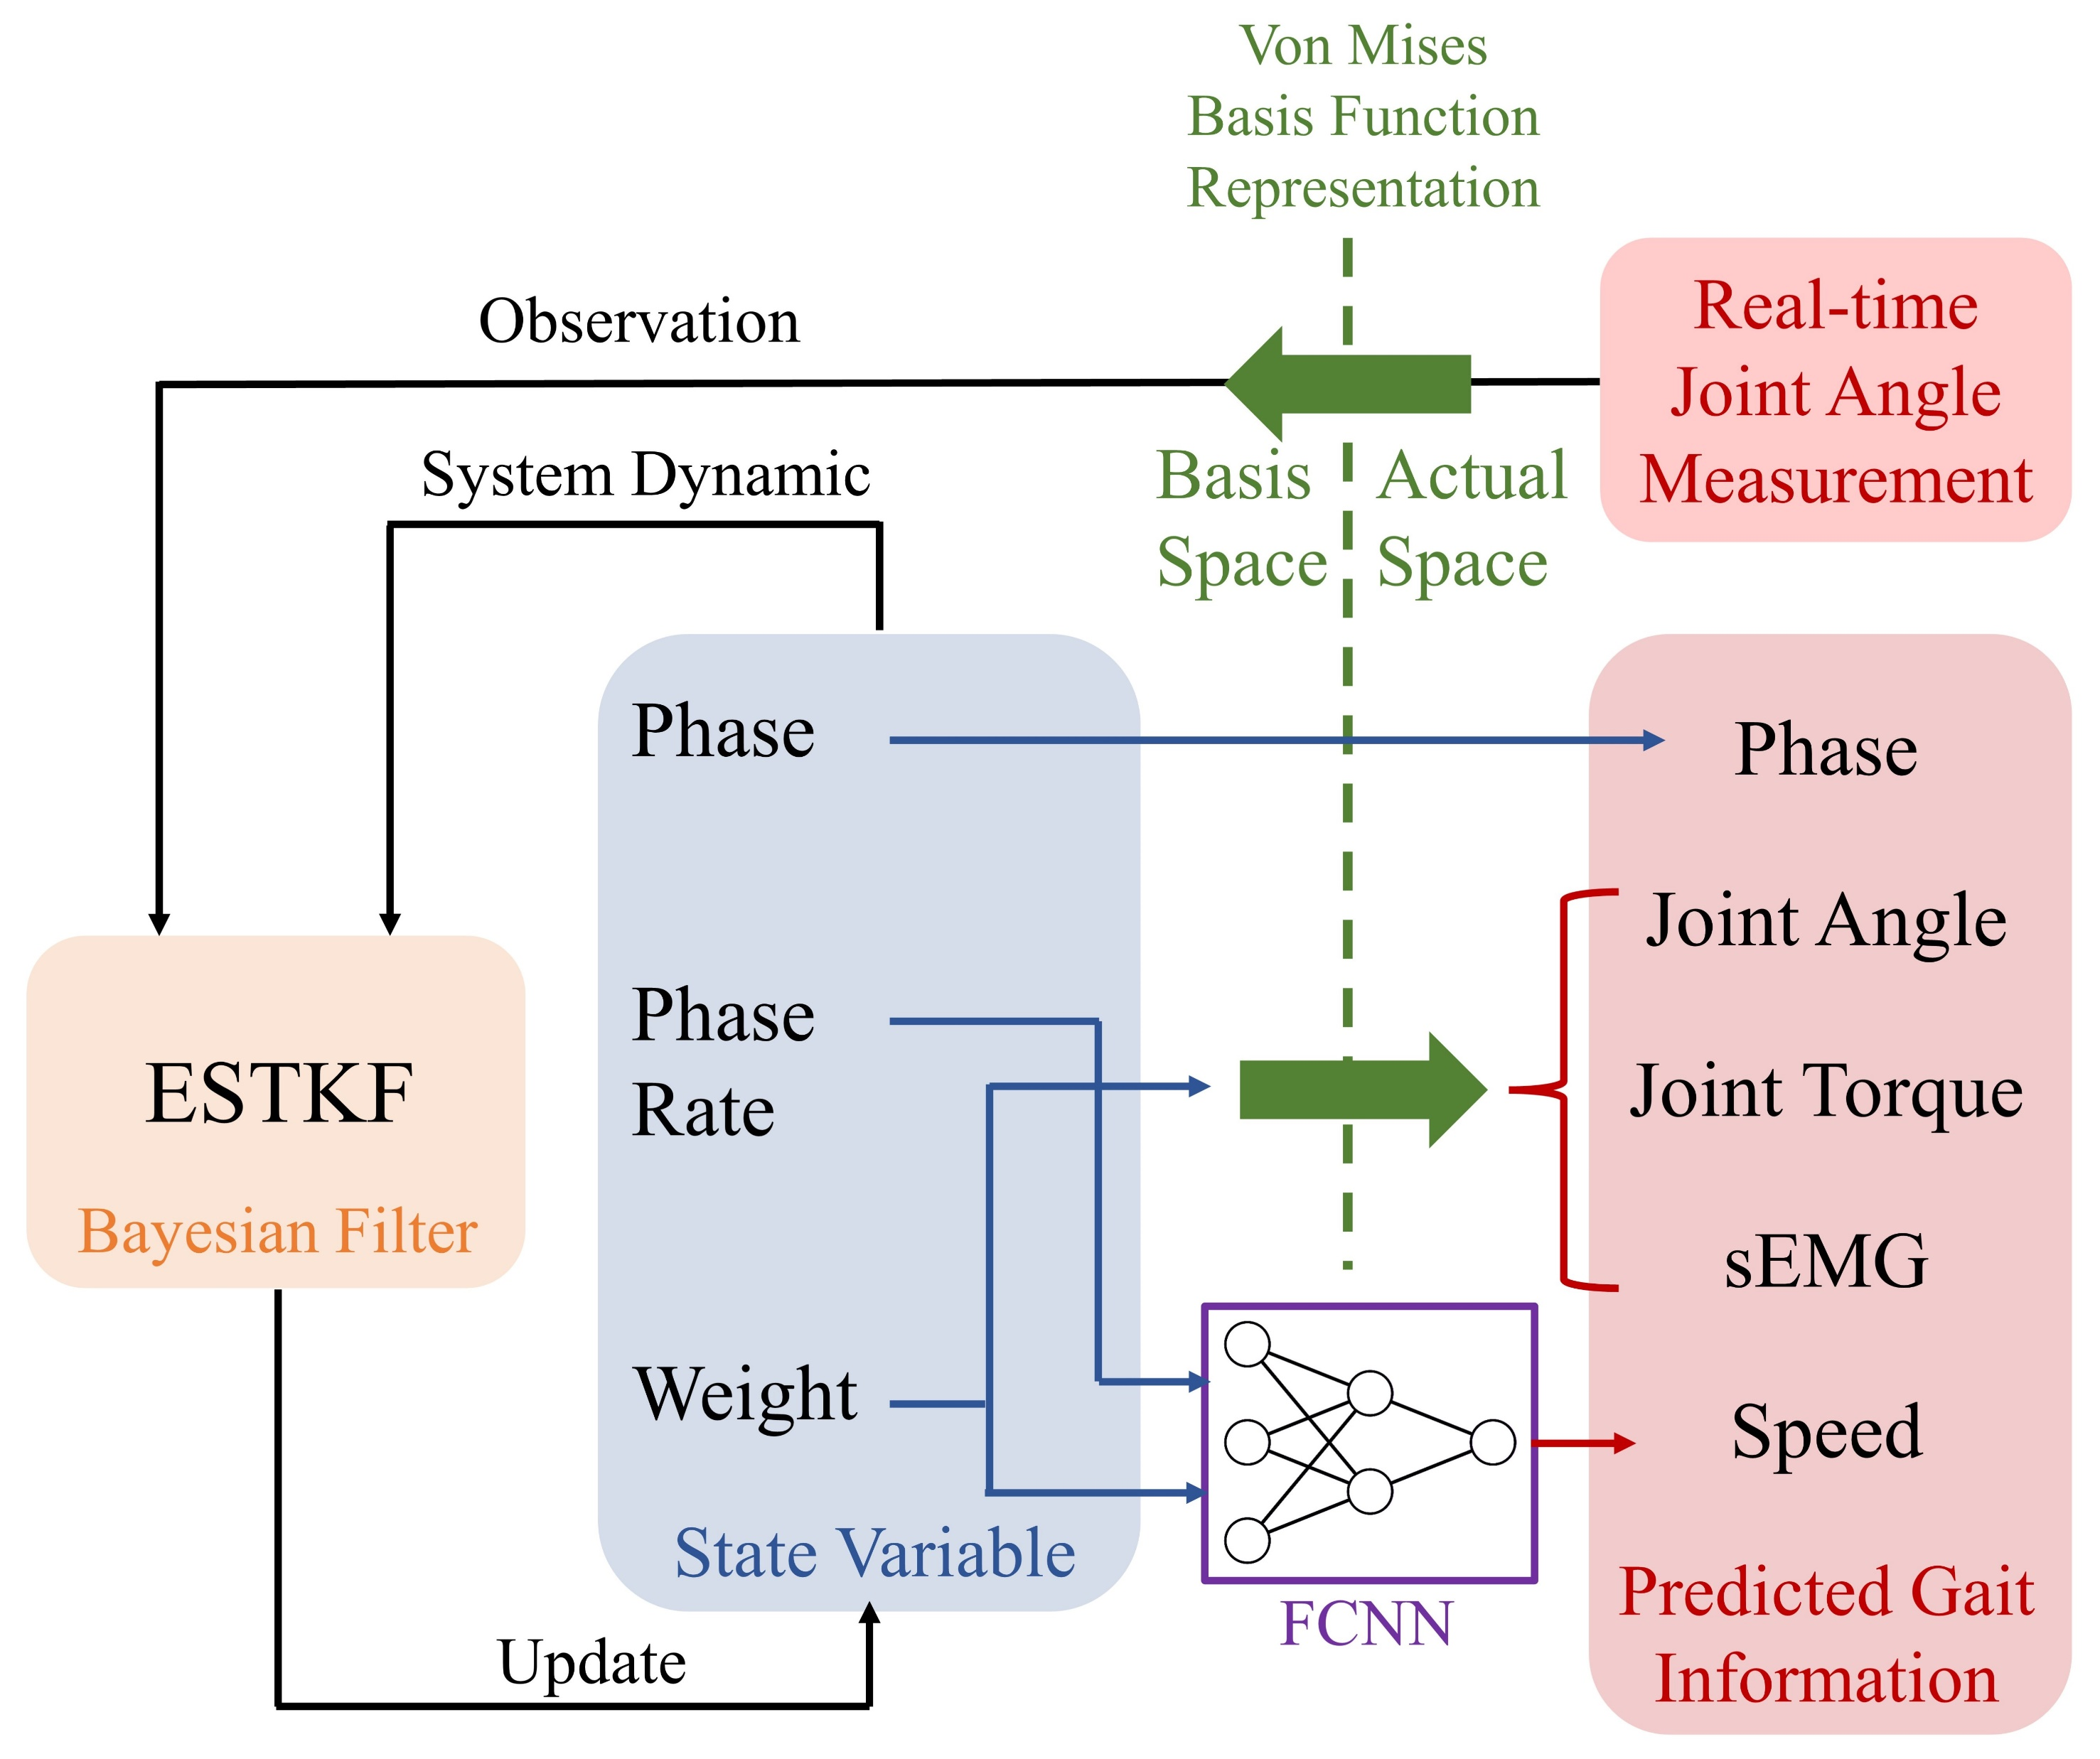 Von Mises
Basis Function
Representation
Real-time
Joint Angle
Measurement
Observation
System Dynamic
Basis
Space
Actual
Space
Phase
Phase
Rate
Weight
State Variable
ESTKF
Bayesian Filter
Update
FCNN
Phase
Joint Angle
Joint Torque
sEMG
Speed
Predicted Gait
Information